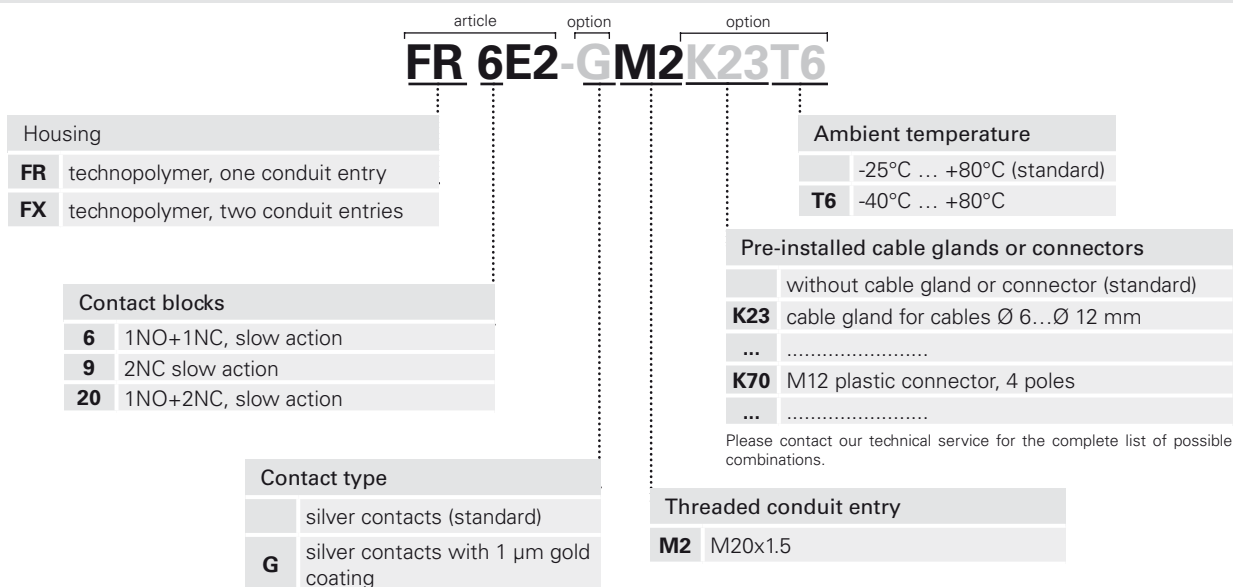 article option option
FR 6E2-GM2K23T6
Housing
FR technopolymer, one conduit entry
FX technopolymer, two conduit entries
Ambient temperature
-25°C … +80°C (standard)
T6 -40°C … +80°C
Contact blocks
6 1NO+1NC, slow action
9 2NC slow action
20 1NO+2NC, slow action
Pre-installed cable glands or connectors
without cable gland or connector (standard)
K23 cable gland for cables Ø 6…Ø 12 mm
... ........................
K70 M12 plastic connector, 4 poles
... ........................
Please contact our technical service for the complete list of possible
combinations.
Contact type
silver contacts (standard)
G silver contacts with 1 µm gold
coating
Threaded conduit entry
M2 M20x1.5